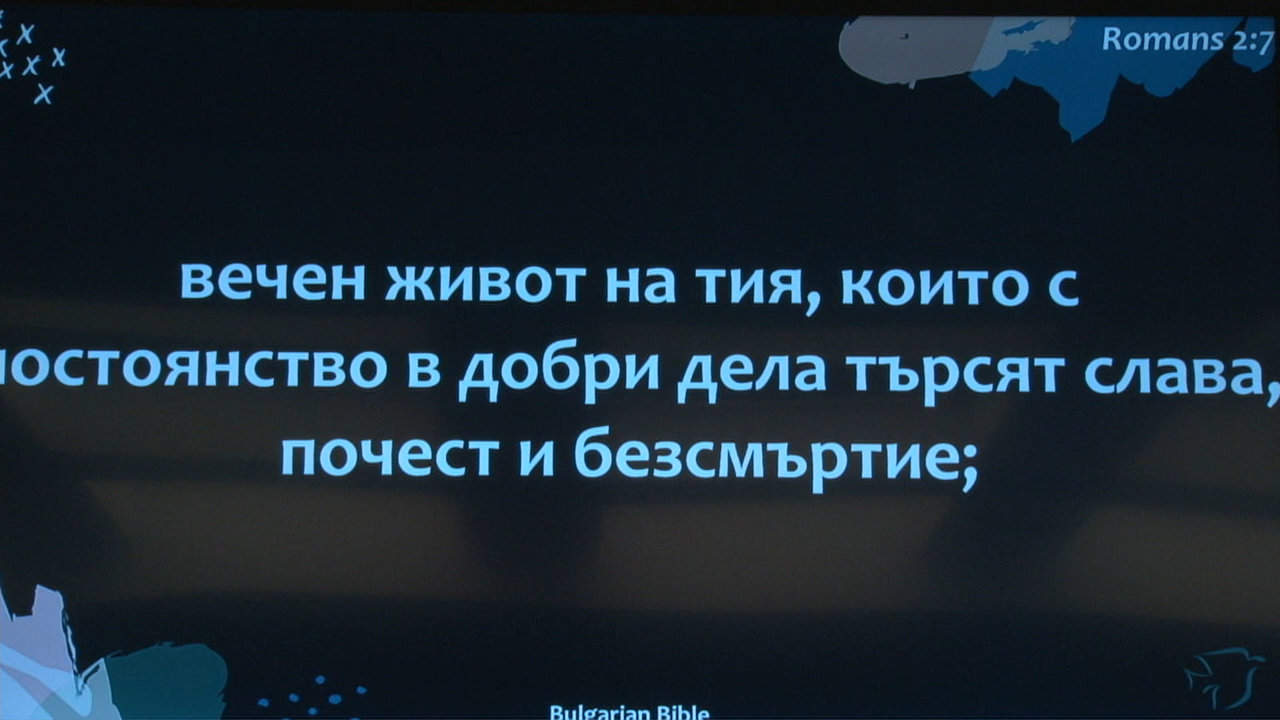 Romans 2:7
вечен живот на тия, които с
постоянство в добри дела търсят слава,
почест и безсмъртие;
Bulgarian Bible